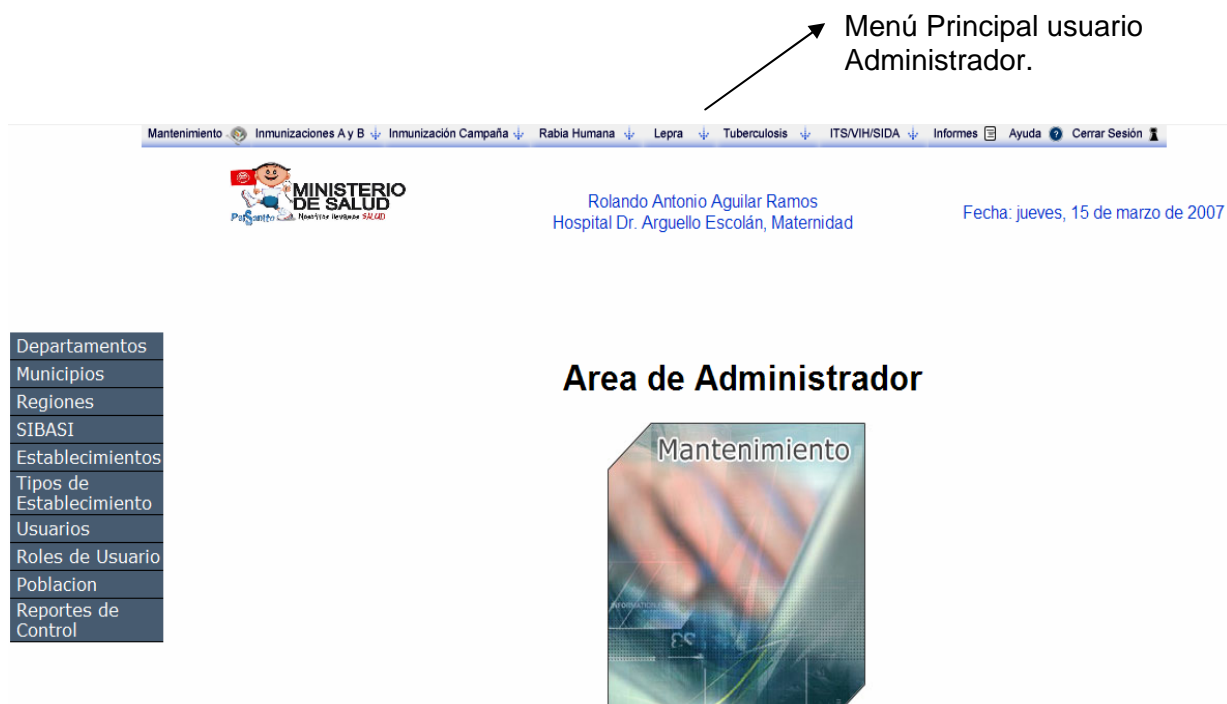 Menú Principal usuario
Administrador.
Mantenimiento Inmunizaciones A y B Inmunización Campaña Rabia Humana Lepra Tuberculosis ITS/VIH/SIDA Informes Ayuda Cerrar Sesión
MINISTERIO
DE SALUD
Nosotros llevamos SALUD
Rolando Antonio Aguilar Ramos
Hospital Dr. Arguello Escolán, Maternidad
Fecha: jueves, 15 de marzo de 2007
Departamentos
Municipios
Regiones
SIBASI
Establecimientos
Tipos de
Establecimiento
Usuarios
Roles de Usuario
Poblacion
Reportes de
Control
Area de Administrador
Mantenimiento